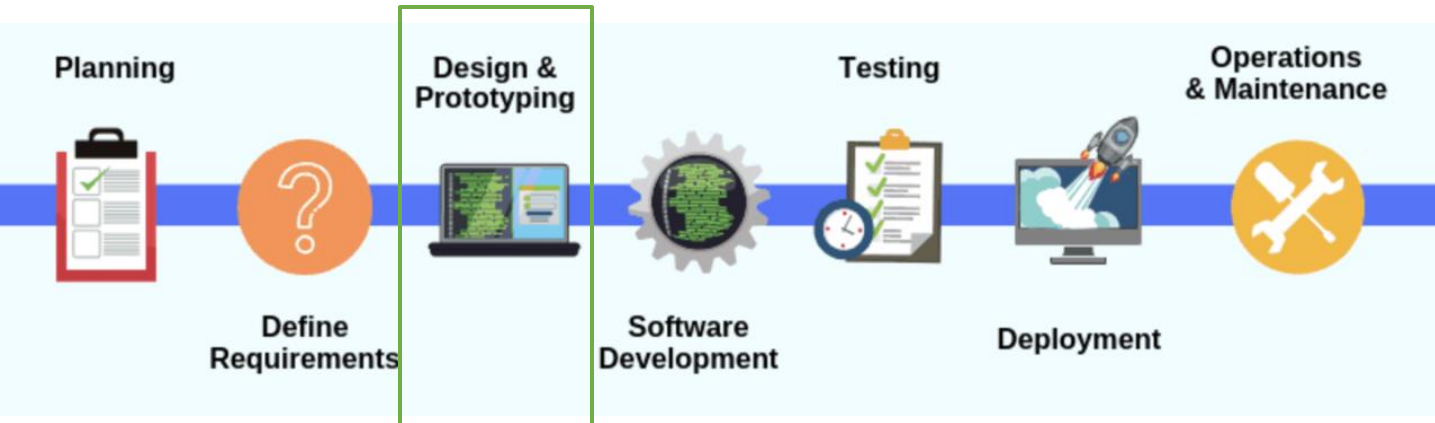 Planning
Define
Requirements
Design &
Prototyping
Software
Development
Testing
Deployment
Operations
& Maintenance